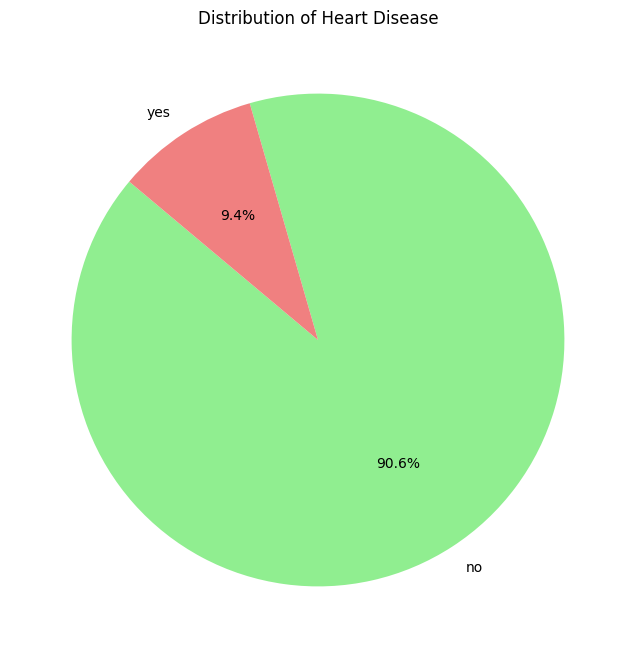 Distribution of Heart Disease
yes
9.4%
90.6%
no